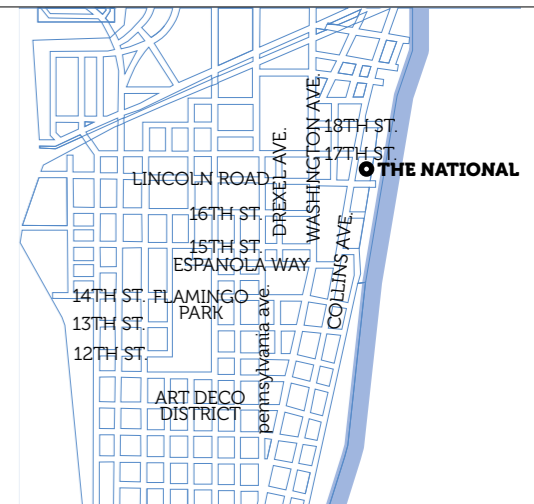 18TH ST.
17TH ST.
THE NATIONAL
WASHINGTON AVE.
DREXEL AVE.
LINCOLN ROAD
16TH ST.
15TH ST.
ESPANOLA WAY
COLLINS AVE.
14TH ST.
FLAMINGO
PARK
13TH ST.
12TH ST.
pennsylvania ave.
ART DECO
DISTRICT